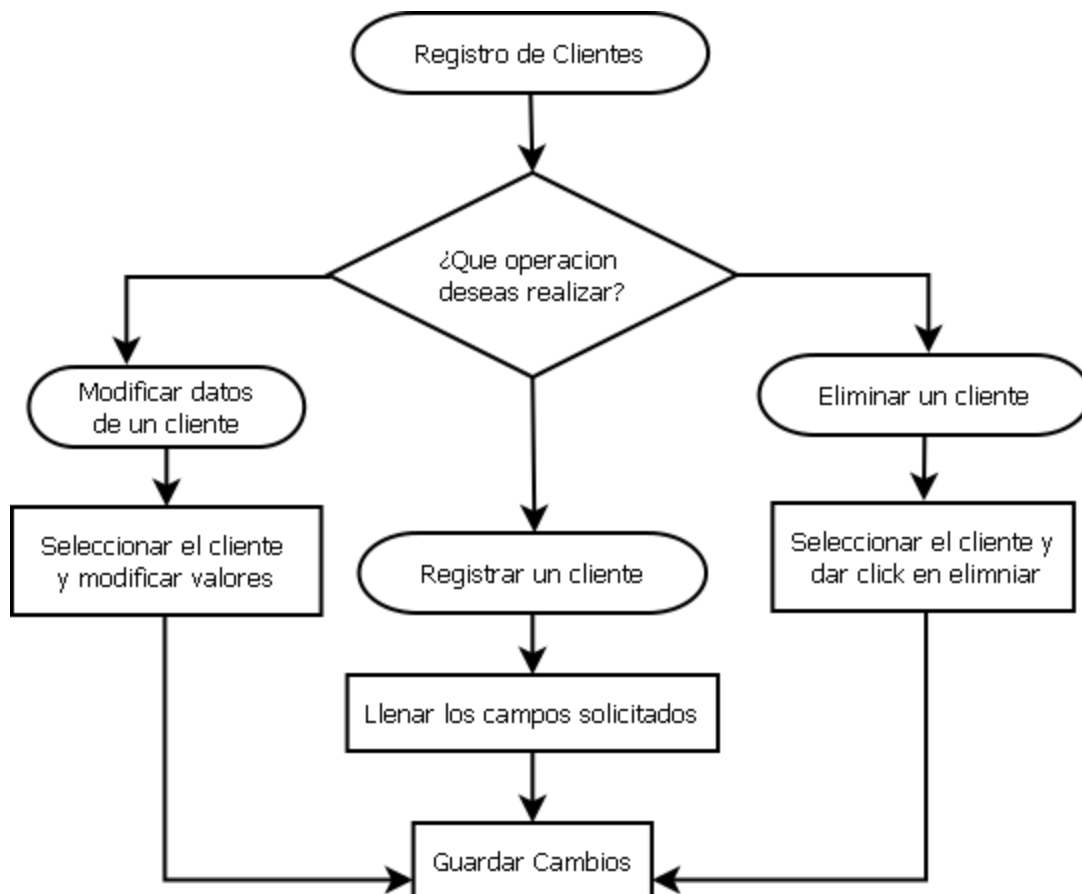 Registro de Clientes
¿Que operacion
deseas realizar?
Modificar datos
de un cliente
Eliminar un cliente
Seleccionar el cliente
y modificar valores
Registrar un cliente
Seleccionar el cliente y
dar click en elimniar
Llenar los campos solicitados
Guardar Cambios